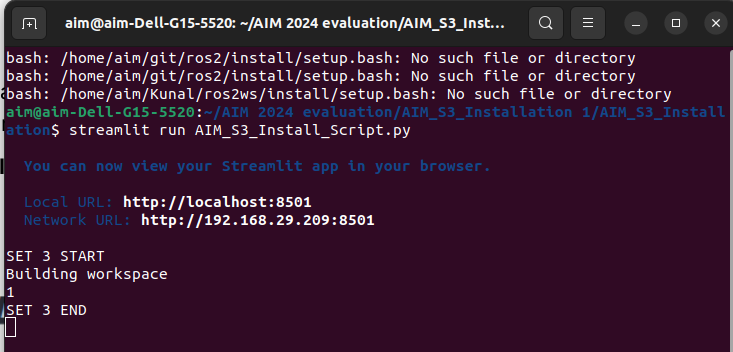 aim@aim-Dell-G15-5520: ~/AIM 2024 evaluation/AIM_S3_Inst...
bash: /home/aim/git/ros2/install/setup.bash: No such file or directory
bash: /home/aim/git/ros2/install/setup.bash: No such file or directory
bash: /home/aim/Kunal/ros2ws/install/setup.bash: No such file or directory
aim@aim-Dell-G15-5520:~/AIM 2024 evaluation/AIM_S3_Installation 1/AIM_S3_Install
ation$ streamlit run AIM_S3_Install_Script.py
You can now view your Streamlit app in your browser.
Local URL: http://localhost:8501
Network URL: http://192.168.29.209:8501
SET 3 START
Building workspace
1
SET 3 END